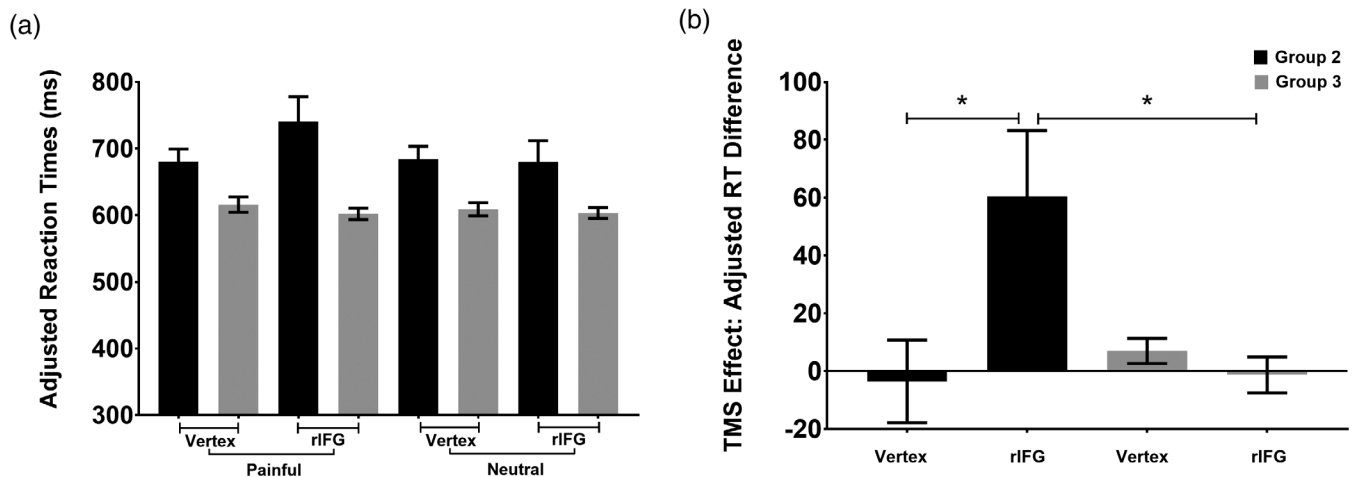 (a)
Adjusted Reaction Times (ms)
800
700
600
500
400
300
Vertex
rIFG
Vertex
rIFG
Painful
Neutral
(b)
Group 2
Group 3
TMS Effect: Adjusted RT Difference
100
80
60
40
20
0
-20
*
*
Vertex
rIFG
Vertex
rIFG